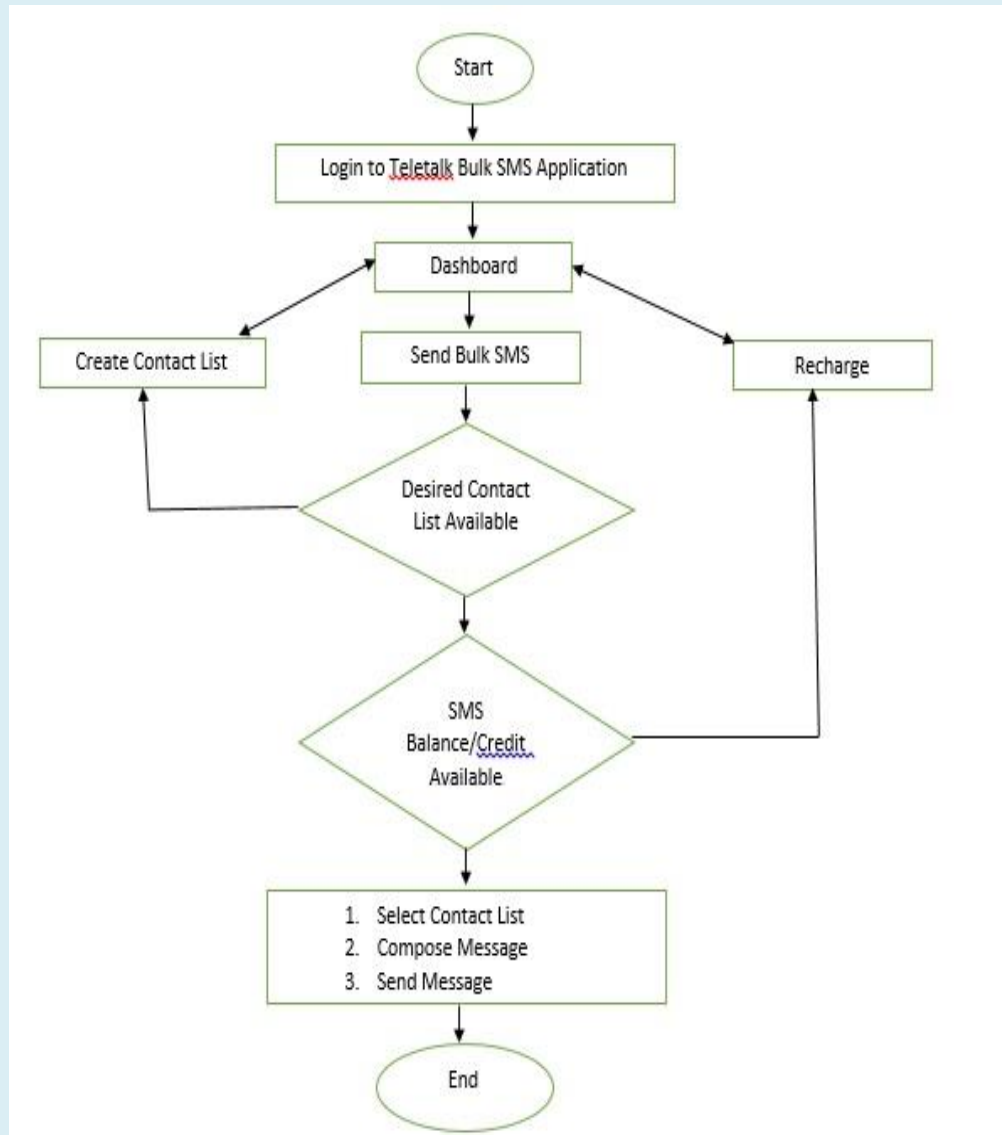 Start
Login to Teletalk Bulk SMS Application
Dashboard
Create Contact List
Send Bulk SMS
Recharge
Desired Contact
List Available
SMS
Balance/Credit
Available
1. Select Contact List
2. Compose Message
3. Send Message
End